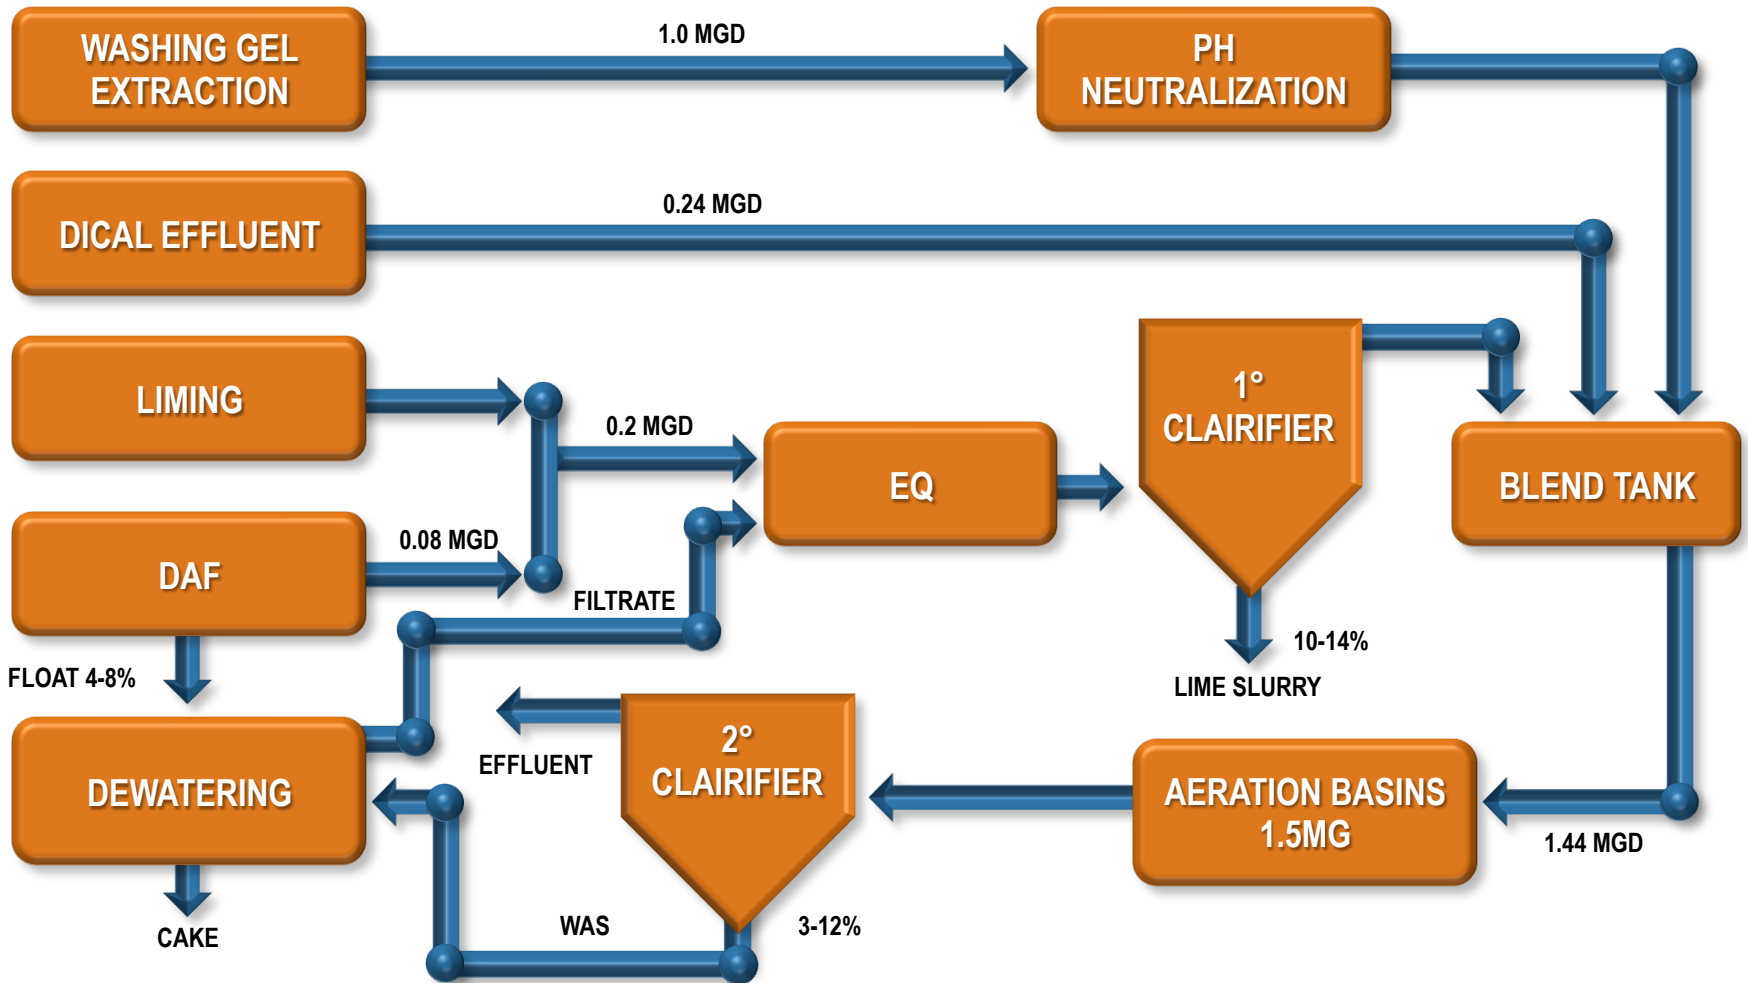 WASHING GEL
EXTRACTION
1.0 MGD
PH
NEUTRALIZATION
DICAL EFFLUENT
0.24 MGD
LIMING
0.2 MGD
EQ
1°
CLAIRIFIER
BLEND TANK
DAF
0.08 MGD
FILTRATE
FLOAT 4-8%
10-14%
LIME SLURRY
DEWATERING
EFFLUENT
2°
CLAIRIFIER
AERATION BASINS
1.5MG
1.44 MGD
CAKE
WAS
3-12%